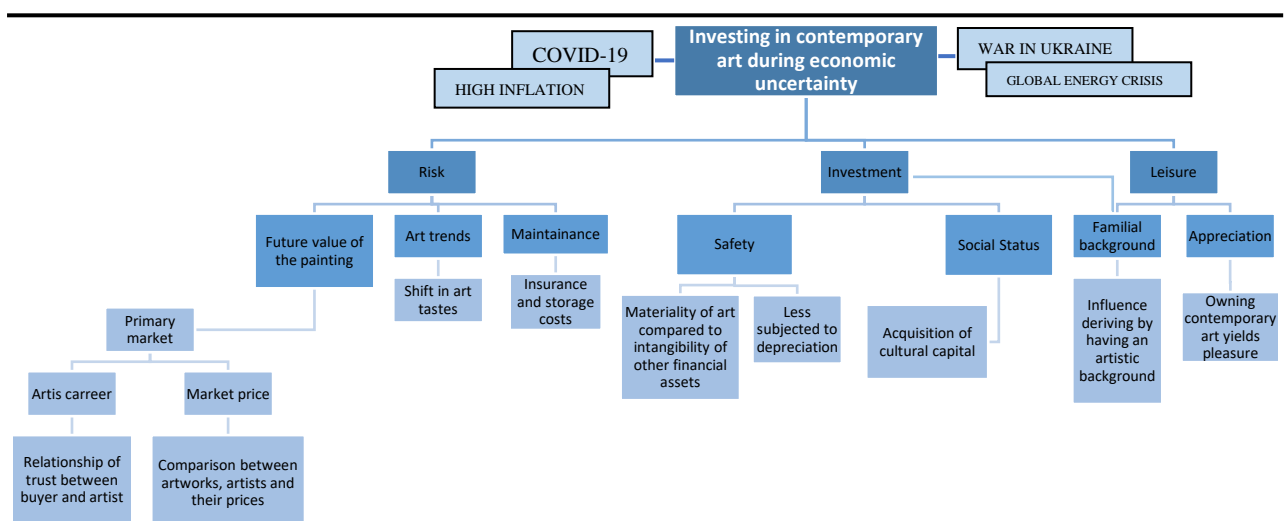 COVID-19
HIGH INFLATION
Investing in contemporary
art during economic
uncertainty
WAR IN UKRAINE
GLOBAL ENERGY CRISIS
Risk
Investment
Leisure
Future value of
the painting
Art trends
Maintainance
Safety
Social Status
Familial
background
Appreciation
Shift in art
tastes
Insurance
and storage
costs
Primary
market
Materiality of art
compared to
intangibility of
other financial
assets
Less
subjected to
depreciation
Acquisition of
cultural capital
Influence
deriving by
having an
artistic
background
Owning
contemporary
art yields
pleasure
Artis carreer
Market price
Relationship of
trust between
buyer and artist
Comparison between
artworks, artists and
their prices